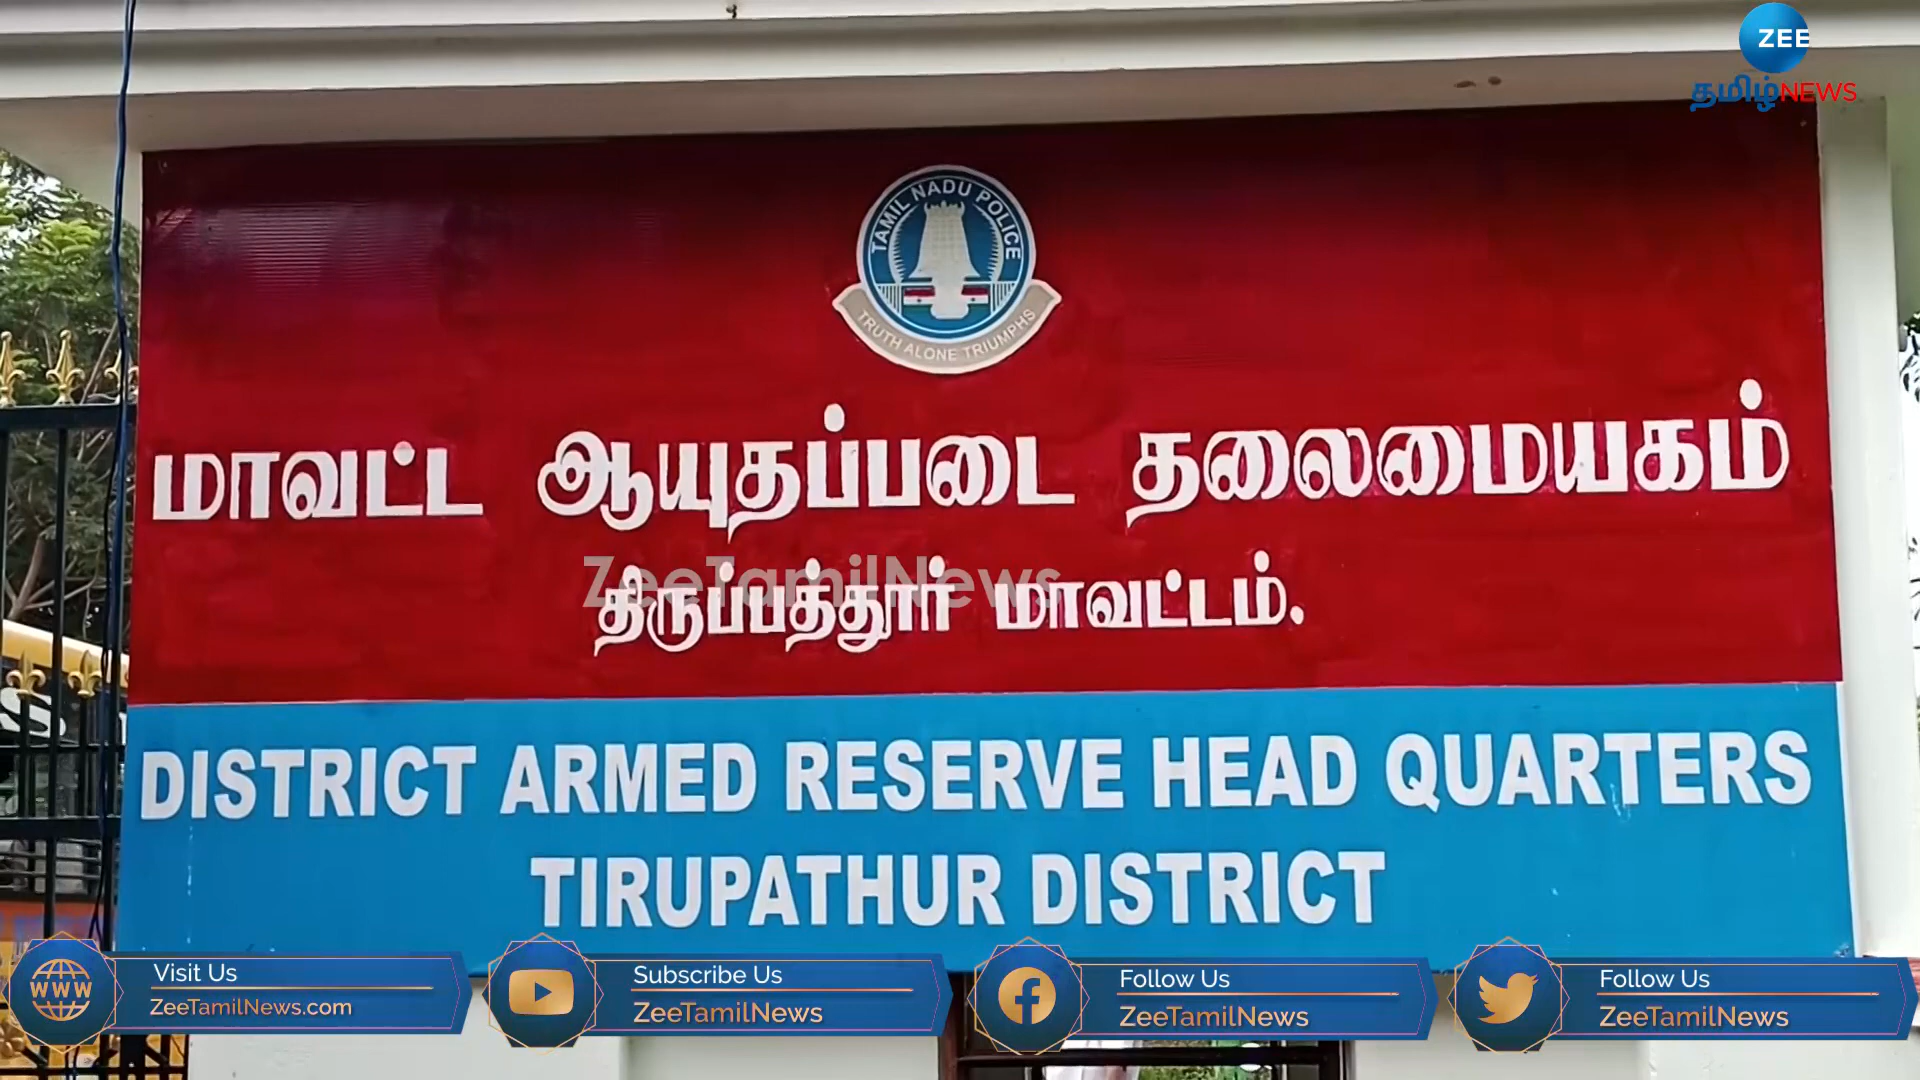 ZEE
தமிழ் NEWS
TAMIL NADU POLICE
TRUTH ALONE TRIUMPHS
மாவட்ட ஆயுதப்படை தலைமையகம்
ZeeTamilNews
திருப்பத்தூர் மாவட்டம்.
S
DISTRICT ARMED RESERVE HEAD QUARTERS
TIRUPATHUR DISTRICT
WWW
Visit Us
ZeeTamilNews.com
Subscribe Us
ZeeTamilNews
Follow Us
ZeeTamilNews
Follow Us
ZeeTamilNews